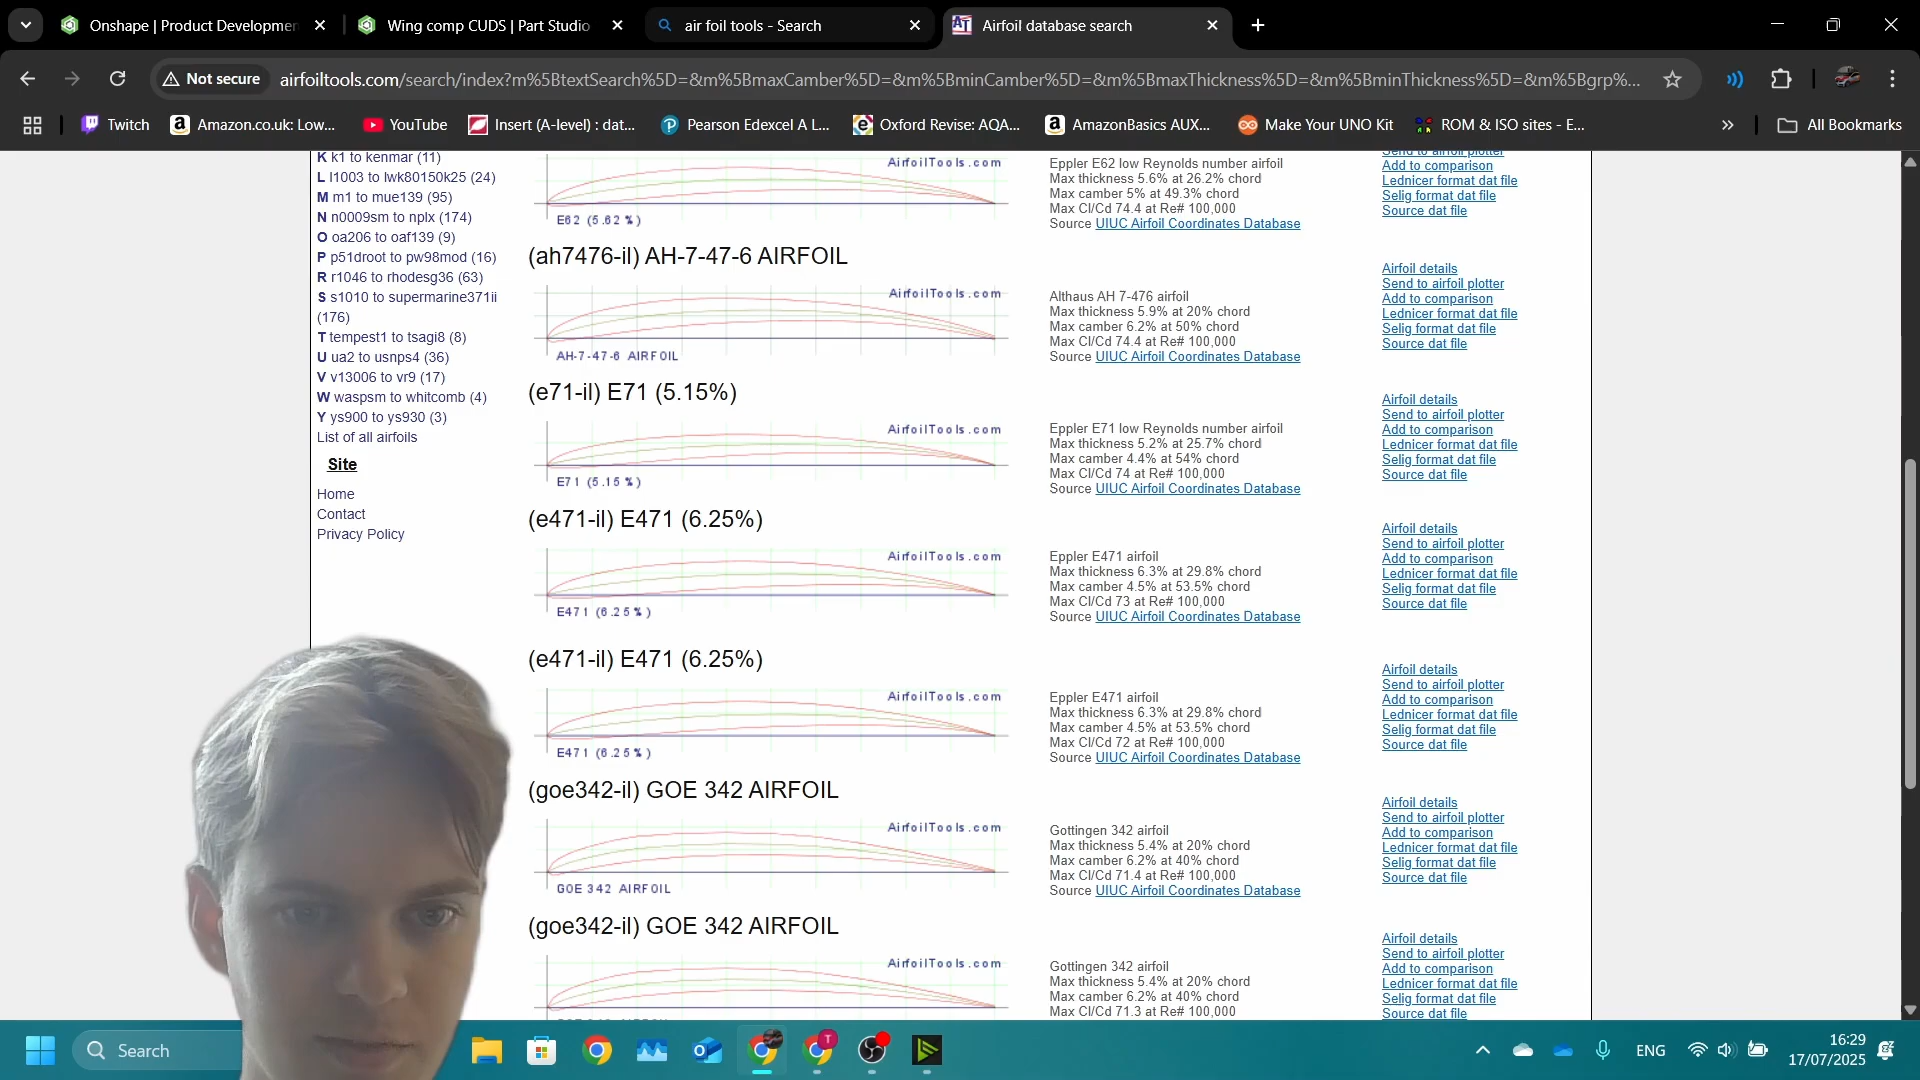 Onshape | Product Developmen
Wing comp CUDS | Part Studio
air foil tools - Search
Airfoil database search
Not secure
airfoiltools.com/search/index?m%5BtextSearch%5D=&m%5BmaxCamber%5D=&m%5BminCamber%5D=&m%5BmaxThickness%5D=&m%5BminThickness%5D=&m%5Bgrp%...
Twitch
Amazon.co.uk: Low...
YouTube
Insert (A-level) : dat...
Pearson Edexcel A L...
Oxford Revise: AQA...
AmazonBasics AUX...
Make Your UNO Kit
ROM & ISO sites - E...
All Bookmarks
K k1 to kenmar (11)
L l1003 to lwk80150k25 (24)
M m1 to mue139 (95)
N n0009sm to nplx (174)
O oa206 to oaf139 (9)
P p51droot to pw98mod (16)
R r1046 to rhodesg36 (63)
S s1010 to supermarine371ii
(176)
T tempest1 to tsagi8 (8)
U ua2 to usnps4 (36)
V v13006 to vr9 (17)
W waspsm to whitcomb (4)
Y ys900 to ys930 (3)
List of all airfoils
Site
Home
Contact
Privacy Policy
AirfoilTools.com
E62 (5.62 %)
Eppler E62 low Reynolds number airfoil
Max thickness 5.6% at 26.2% chord
Max camber 5% at 49.3% chord
Max Cl/Cd 74.4 at Re# 100,000
Source UIUC Airfoil Coordinates Database
Send to airfoil plotter
Add to comparison
Lednicer format dat file
Selig format dat file
Source dat file
(ah7476-il) AH-7-47-6 AIRFOIL
AirfoilTools.com
AH-7-47-6 AIRFOIL
Althaus AH 7-476 airfoil
Max thickness 5.9% at 20% chord
Max camber 6.2% at 50% chord
Max Cl/Cd 74.4 at Re# 100,000
Source UIUC Airfoil Coordinates Database
Airfoil details
Send to airfoil plotter
Add to comparison
Lednicer format dat file
Selig format dat file
Source dat file
(e71-il) E71 (5.15%)
AirfoilTools.com
E71 (5.15 %)
Eppler E71 low Reynolds number airfoil
Max thickness 5.2% at 25.7% chord
Max camber 4.4% at 54% chord
Max Cl/Cd 74 at Re# 100,000
Source UIUC Airfoil Coordinates Database
Airfoil details
Send to airfoil plotter
Add to comparison
Lednicer format dat file
Selig format dat file
Source dat file
(e471-il) E471 (6.25%)
AirfoilTools.com
E471 (6.25 %)
Eppler E471 airfoil
Max thickness 6.3% at 29.8% chord
Max camber 4.5% at 53.5% chord
Max Cl/Cd 73 at Re# 100,000
Source UIUC Airfoil Coordinates Database
Airfoil details
Send to airfoil plotter
Add to comparison
Lednicer format dat file
Selig format dat file
Source dat file
(e471-il) E471 (6.25%)
AirfoilTools.com
E471 (6.25 %)
Eppler E471 airfoil
Max thickness 6.3% at 29.8% chord
Max camber 4.5% at 53.5% chord
Max Cl/Cd 72 at Re# 100,000
Source UIUC Airfoil Coordinates Database
Airfoil details
Send to airfoil plotter
Add to comparison
Lednicer format dat file
Selig format dat file
Source dat file
(goe342-il) GOE 342 AIRFOIL
AirfoilTools.com
GOE 342 AIRFOIL
Gottingen 342 airfoil
Max thickness 5.4% at 20% chord
Max camber 6.2% at 40% chord
Max Cl/Cd 71.4 at Re# 100,000
Source UIUC Airfoil Coordinates Database
Airfoil details
Send to airfoil plotter
Add to comparison
Lednicer format dat file
Selig format dat file
Source dat file
(goe342-il) GOE 342 AIRFOIL
AirfoilTools.com
Gottingen 342 airfoil
Max thickness 5.4% at 20% chord
Max camber 6.2% at 40% chord
Max Cl/Cd 71.3 at Re# 100,000
Airfoil details
Send to airfoil plotter
Add to comparison
Lednicer format dat file
Selig format dat file
Source dat file
Search
ENG
16:29
17/07/2025